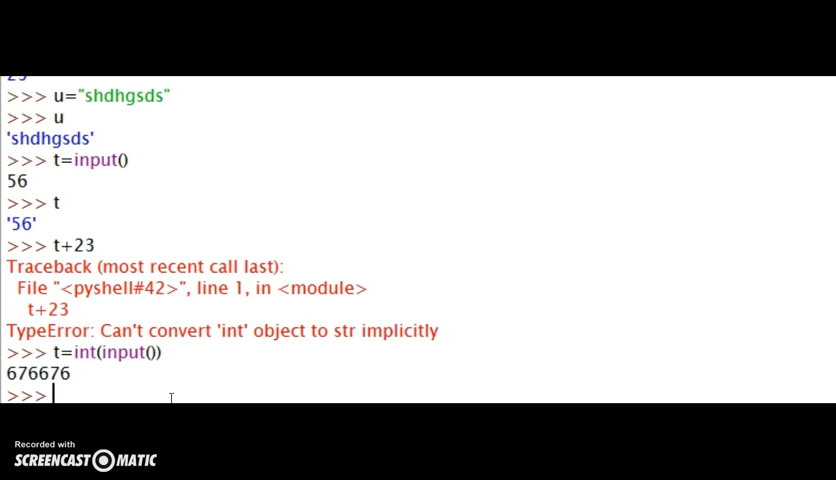 >>> u="shdhgsds"
>>> u
'shdhgsds'
>>> t=input()
56
>>> t
'56'
>>> t+23
Traceback (most recent call last):
  File "<pyshell#42>", line 1, in <module>
    t+23
TypeError: Can't convert 'int' object to str implicitly
>>> t=int(input())
676676
>>>
Recorded with
SCREENCAST MATIC